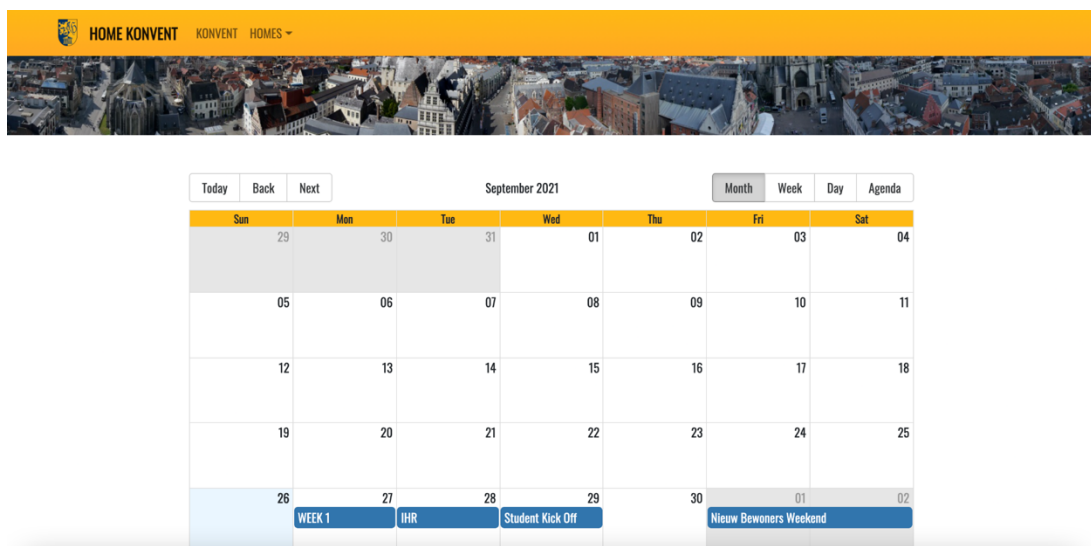 HOME KONVENT KONVENT HOMES
Today Back Next September 2021 Month Week Day Agenda
Sun Mon Tue Wed Thu Fri Sat
29 30 31 01 02 03 04
05 06 07 08 09 10 11
12 13 14 15 16 17 18
19 20 21 22 23 24 25
26 27 28 29 30 01 02
WEEK 1 IHR Student Kick Off Nieuw Bewoners Weekend